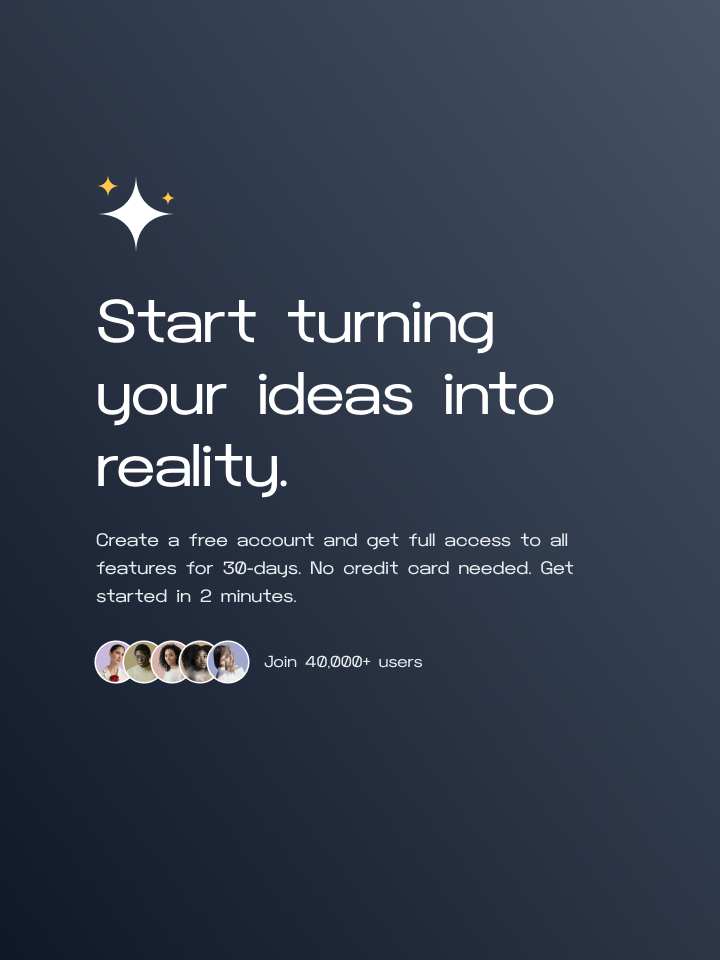 Start turning
your ideas into
reality.
Create a free account and get full access to all
features for 30-days. No credit card needed. Get
started in 2 minutes.
Join 40,000+ users